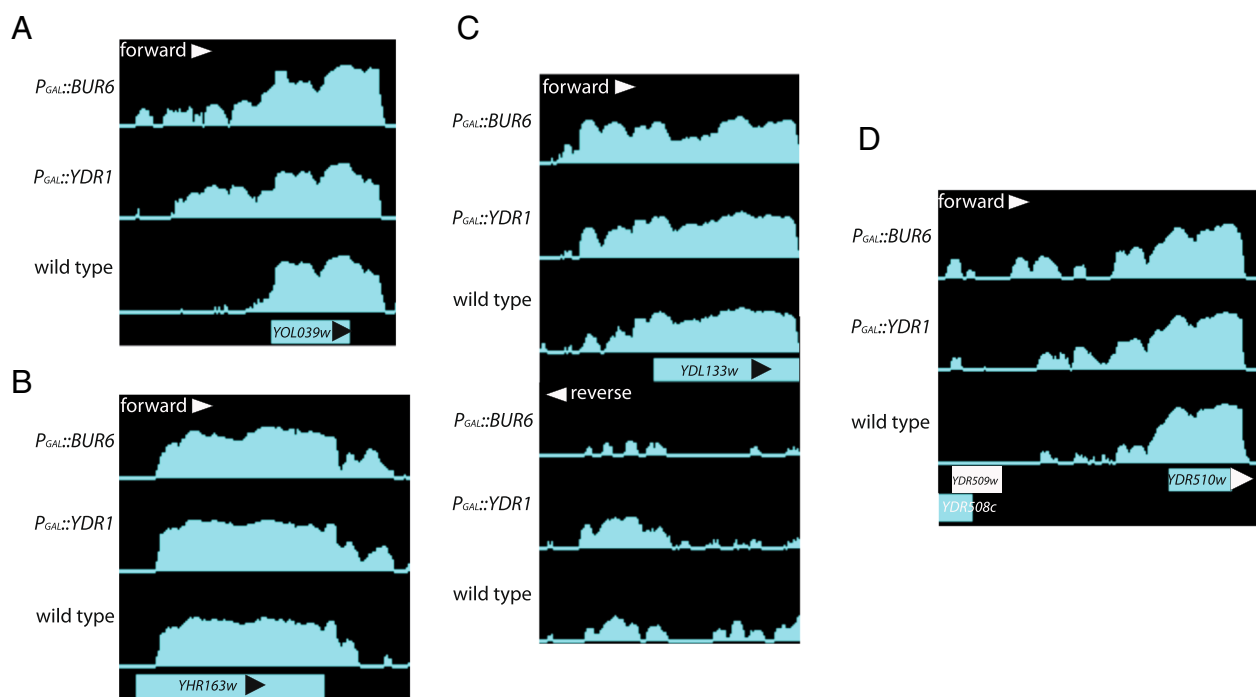 A
forward
PGAL::BUR6
PGAL::YDR1
wild type
YOL039w
B
forward
PGAL::BUR6
PGAL::YDR1
wild type
YHR163w
C
forward
PGAL::BUR6
PGAL::YDR1
wild type
YDL133w
reverse
PGAL::BUR6
PGAL::YDR1
wild type
D
forward
PGAL::BUR6
PGAL::YDR1
wild type
YDR509w
YDR510w
YDR508c